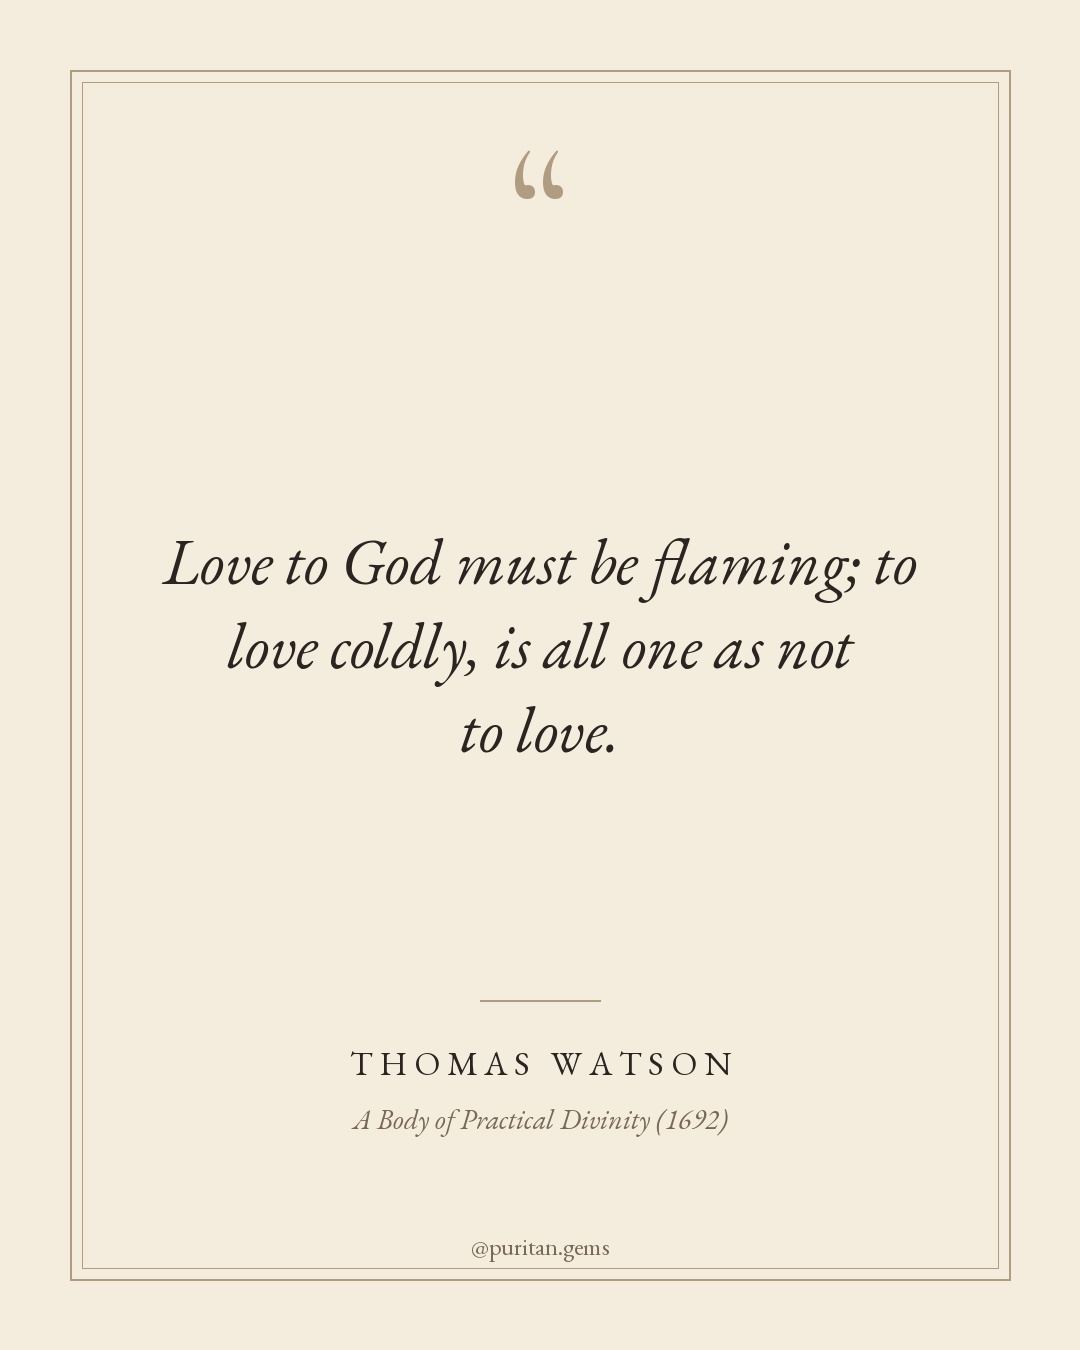 “
Love to God must be flaming; to
love coldly, is all one as not
to love.
THOMAS WATSON
A Body of Practical Divinity (1692)
@puritan.gems